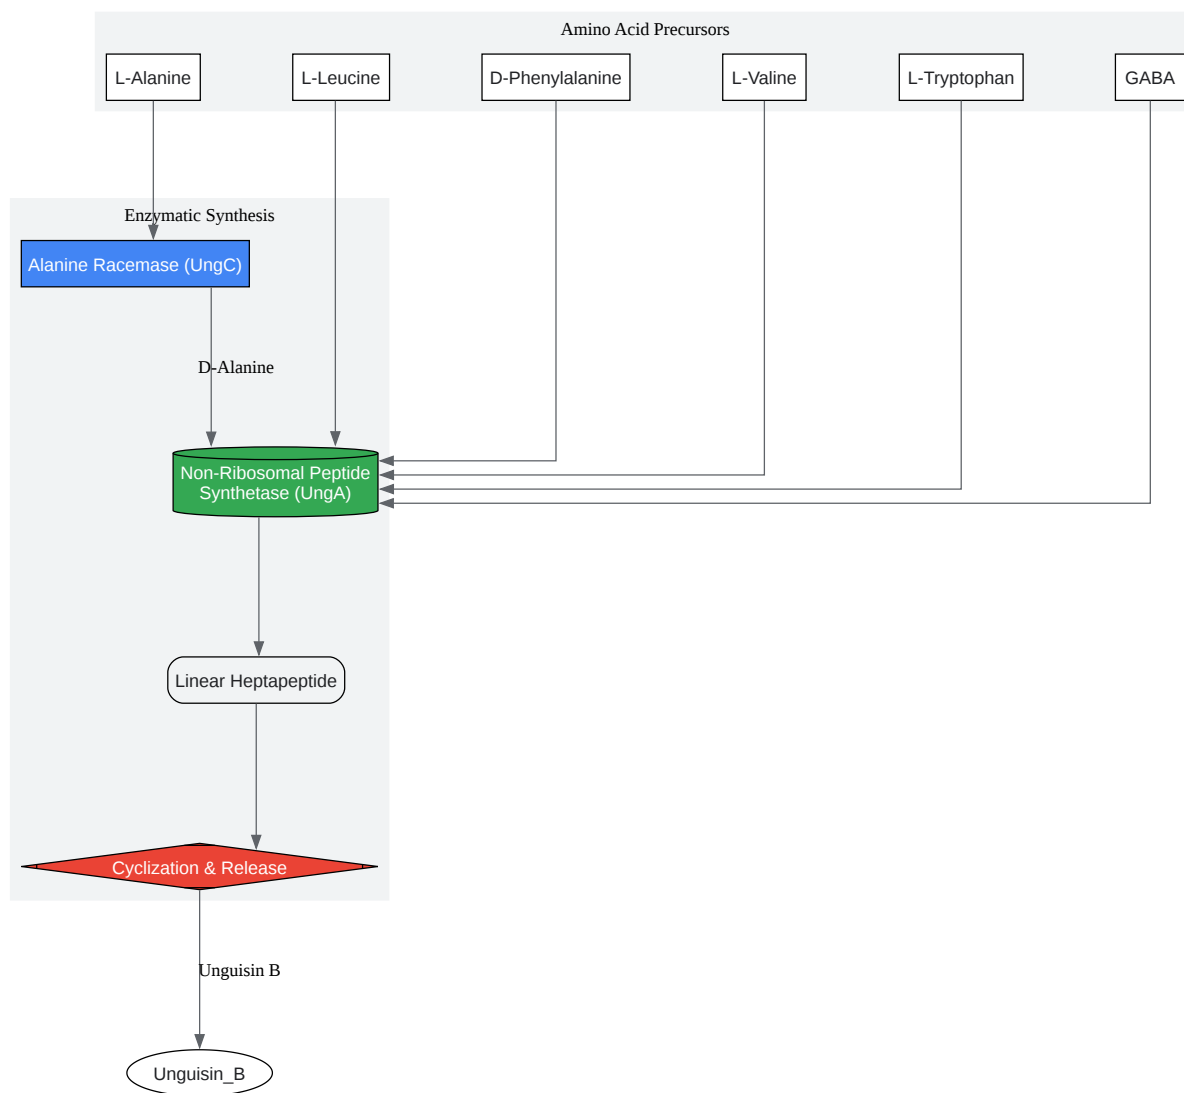 Amino Acid Precursors
L-Alanine
L-Leucine
D-Phenylalanine
L-Valine
L-Tryptophan
GABA
Enzymatic Synthesis
Alanine Racemase (UngC)
D-Alanine
Non-Ribosomal Peptide
Synthetase (UngA)
Linear Heptapeptide
Cyclization & Release
Unguisin B
Unguisin_B